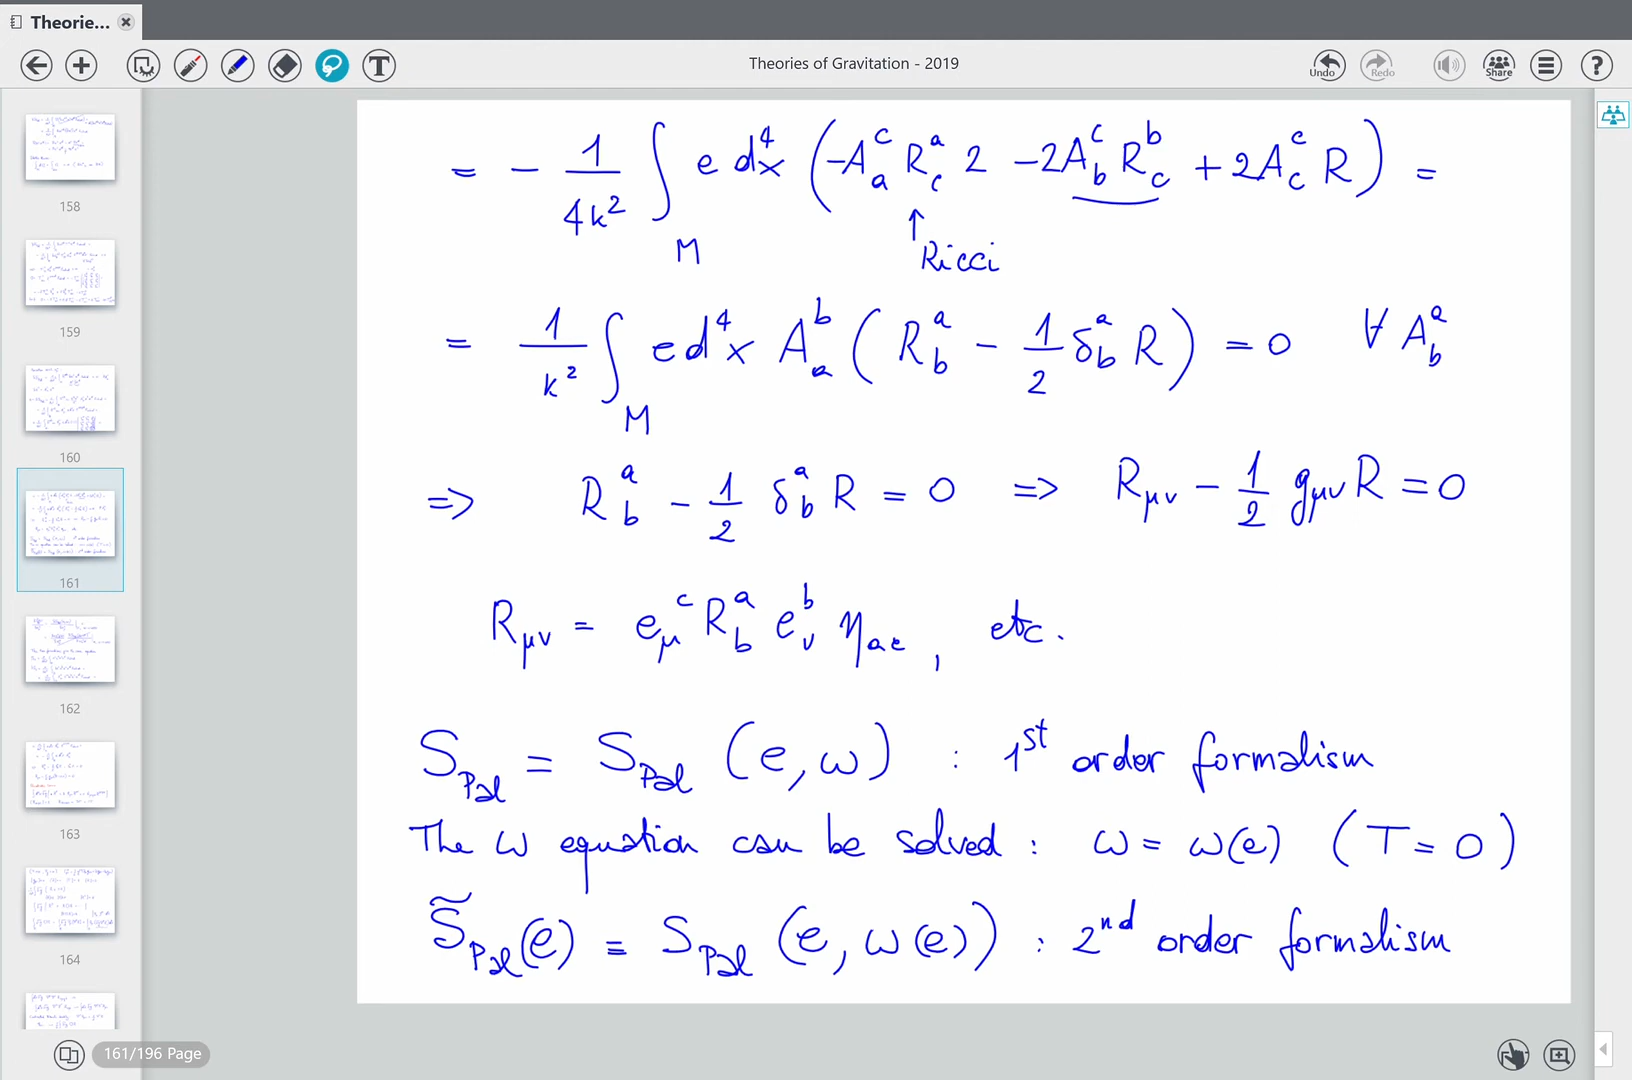 Theorie...
Theories of Gravitation - 2019
Undo Redo Share
= - 1/4k² ∫_M e d⁴x (-A^c_a R^a_c 2 - 2A^c_b R^b_c + 2A^c_c R) =
↑ Ricci
= 1/k² ∫_M e d⁴x A^b_a (R^a_b - 1/2 δ^a_b R) = 0 ∀ A^a_b
=> R^a_b - 1/2 δ^a_b R = 0 => R_μν - 1/2 g_μν R = 0
R_μν = e_μ^c R^a_b e^b_ν η_ac, etc.
S_Pal = S_Pal (e, ω) : 1st order formalism
The ω equation can be solved : ω = ω(e) (T = 0)
S̃_Pal(e) = S_Pal (e, ω(e)) : 2nd order formalism
158
159
160
161
162
163
164
161/196 Page